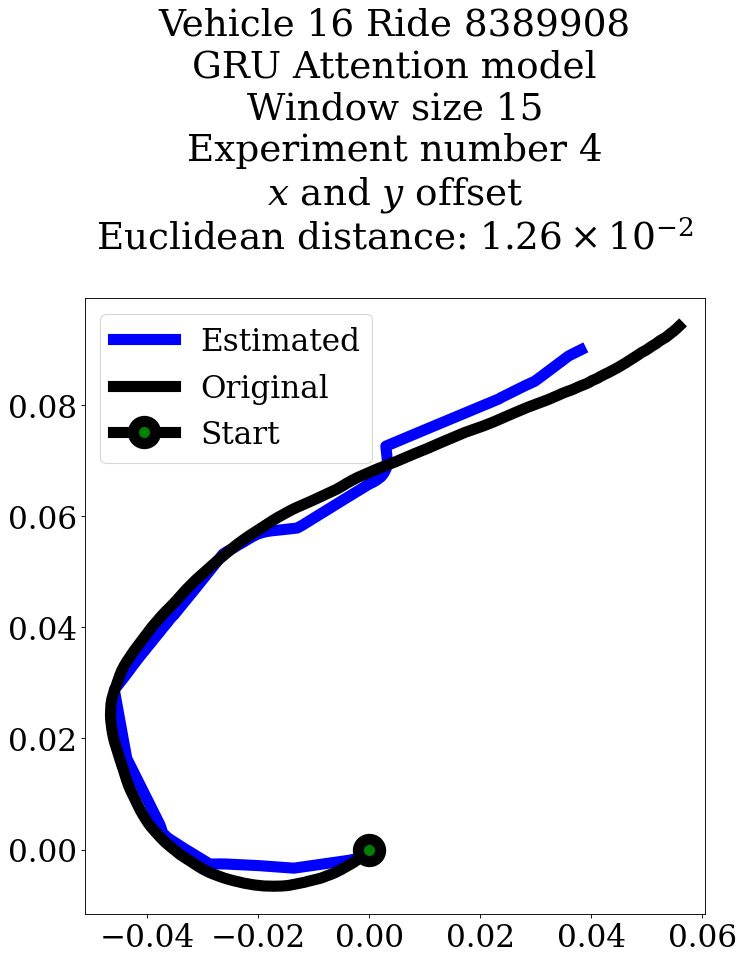 Vehicle 16 Ride 8389908
GRU Attention model
Window size 15
Experiment number 4
x and y offset
Euclidean distance: 1.26 × 10⁻²
Estimated
Original
Start
0.08
0.06
0.04
0.02
0.00
−0.04 −0.02 0.00 0.02 0.04 0.06